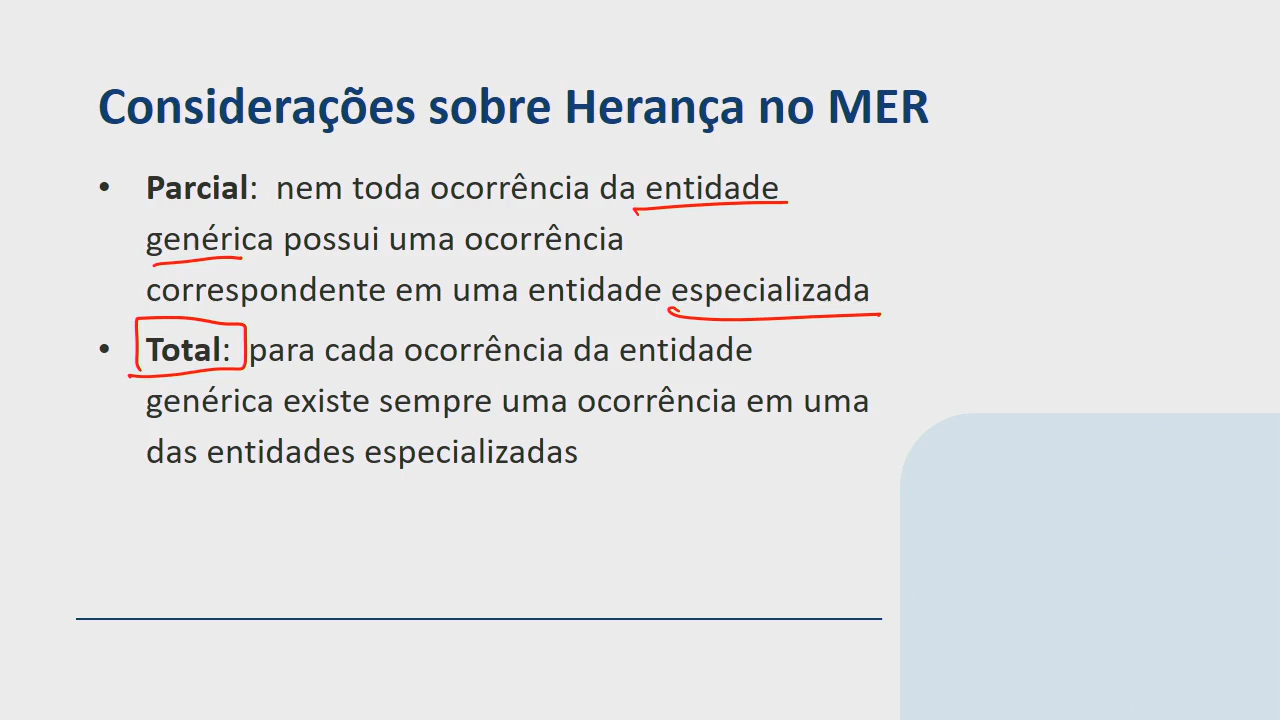 Considerações sobre Herança no MER
• Parcial: nem toda ocorrência da entidade
genérica possui uma ocorrência
correspondente em uma entidade especializada
• Total: para cada ocorrência da entidade
genérica existe sempre uma ocorrência em uma
das entidades especializadas